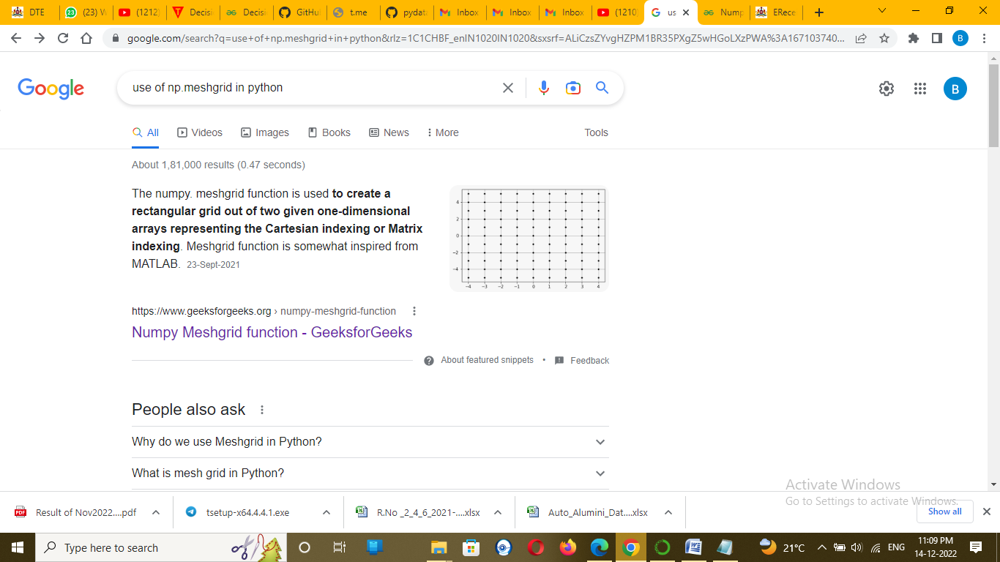 DTE
(23) W
(1212)
Decisi
Decisi
GitHu
t.me
pydat
Inbox
Inbox
Inbox
(1210)
us
Nump
ERece
google.com/search?q=use+of+np.meshgrid+in+python&rlz=1C1CHBF_enIN1020IN1020&sxsrf=ALiCzsZYvgHZPM1BR35PXgZ5wHGoLXzPWA%3A167103740...
B
Google
use of np.meshgrid in python
B
All
Videos
Images
Books
News
More
Tools
About 1,81,000 results (0.47 seconds)
The numpy. meshgrid function is used to create a
rectangular grid out of two given one-dimensional
arrays representing the Cartesian indexing or Matrix
indexing. Meshgrid function is somewhat inspired from
MATLAB. 23-Sept-2021
4
2
0
−2
−4
−4 −3 −2 −1 0 1 2 3 4
https://www.geeksforgeeks.org › numpy-meshgrid-function
Numpy Meshgrid function - GeeksforGeeks
About featured snippets • Feedback
People also ask
Why do we use Meshgrid in Python?
What is mesh grid in Python?
Activate Windows
Go to Settings to activate Windows.
Result of Nov2022....pdf
tsetup-x64.4.4.1.exe
R.No _2_4_6_2021-....xlsx
Auto_Alumini_Dat....xlsx
Show all
Type here to search
21°C
ENG
11:09 PM
14-12-2022